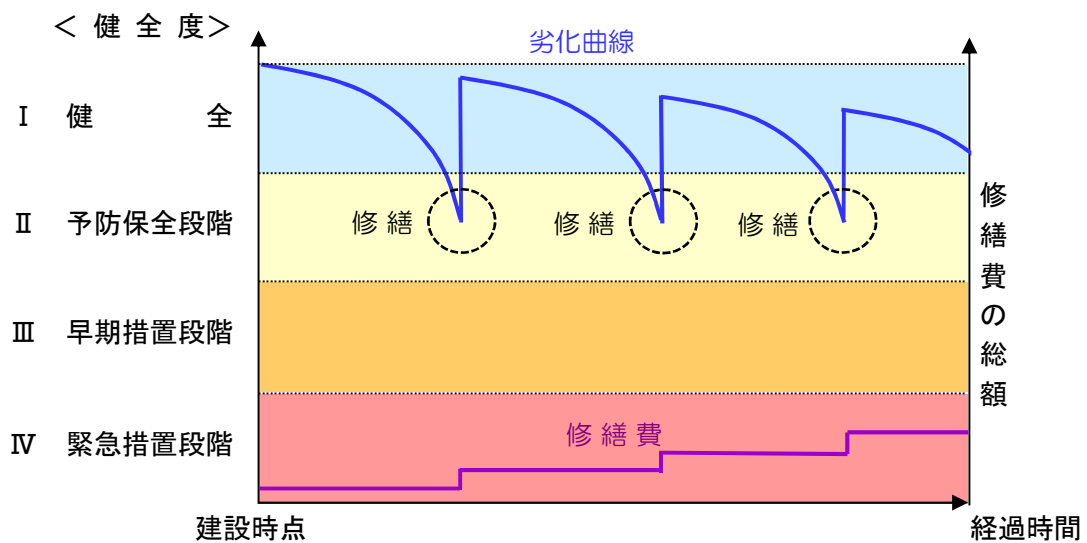 ＜ 健 全 度＞
劣化曲線
Ⅰ 健 全
Ⅱ 予防保全段階
修 繕
修 繕
修 繕
Ⅲ 早期措置段階
Ⅳ 緊急措置段階
修 繕 費
修繕費の総額
建設時点
経過時間